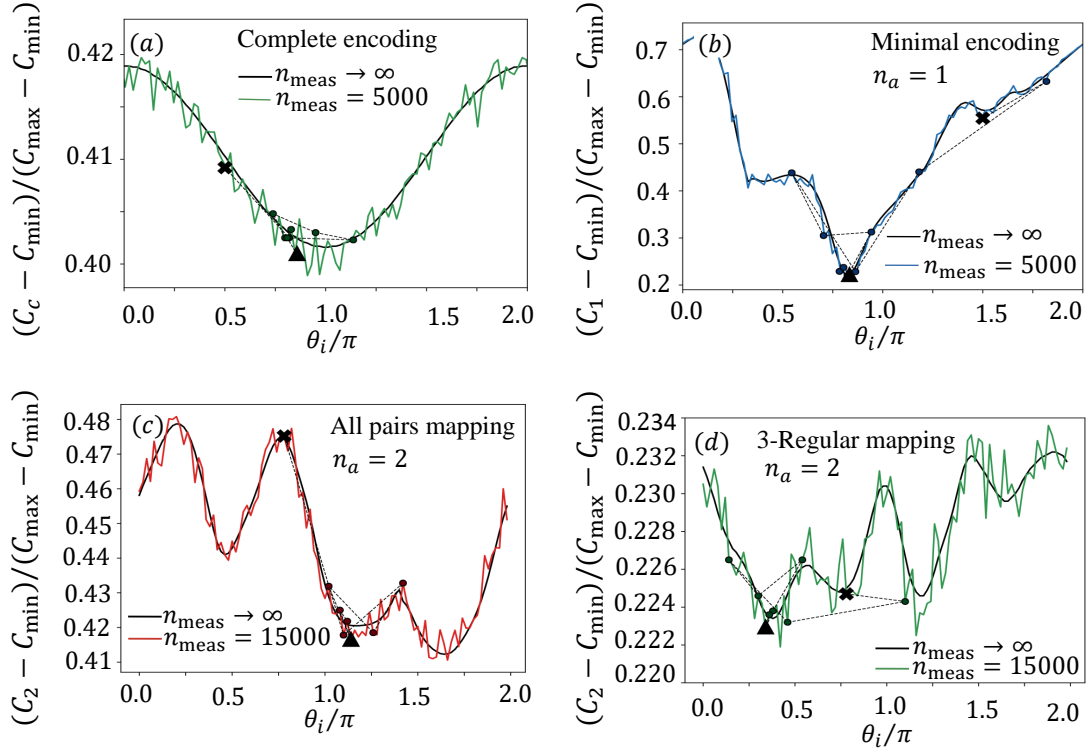 (a)
Complete encoding
n_meas → ∞
n_meas = 5000
0.42
0.41
0.40
(C_c − C_min)/(C_max − C_min)
0.0 0.5 1.0 1.5 2.0
θ_i/π
(b)
Minimal encoding
n_a = 1
0.7
0.6
0.5
0.4
0.3
0.2
n_meas → ∞
n_meas = 5000
(C_1 − C_min)/(C_max − C_min)
0.0 0.5 1.0 1.5 2.0
θ_i/π
(c)
All pairs mapping
n_a = 2
0.48
0.47
0.46
0.45
0.44
0.43
0.42
0.41
n_meas → ∞
n_meas = 15000
(C_2 − C_min)/(C_max − C_min)
0.0 0.5 1.0 1.5 2.0
θ_i/π
(d)
3-Regular mapping
n_a = 2
0.234
0.232
0.230
0.228
0.226
0.224
0.222
0.220
n_meas → ∞
n_meas = 15000
(C_2 − C_min)/(C_max − C_min)
0.0 0.5 1.0 1.5 2.0
θ_i/π